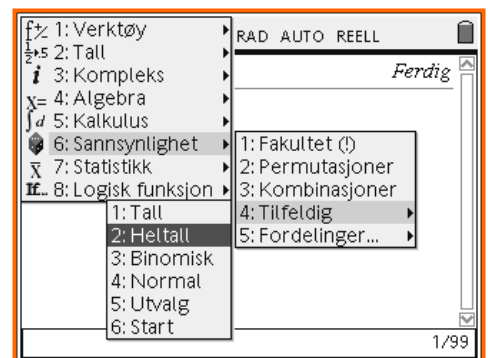 1: Verktøy
2: Tall
3: Kompleks
4: Algebra
5: Kalkulus
6: Sannsynlighet
7: Statistikk
8: Logisk funksjon
RAD AUTO REELL
Ferdig
1: Fakultet (!)
2: Permutasjoner
3: Kombinasjoner
4: Tilfeldig
5: Fordelinger...
1: Tall
2: Heltall
3: Binomisk
4: Normal
5: Utvalg
6: Start
1/99